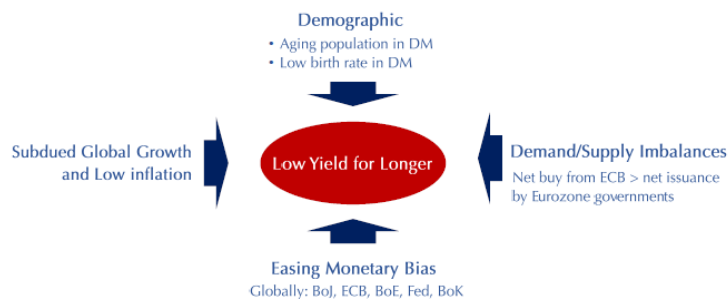 Demographic
• Aging population in DM
• Low birth rate in DM
Subdued Global Growth
and Low inflation
Low Yield for Longer
Demand/Supply Imbalances
Net buy from ECB > net issuance
by Eurozone governments
Easing Monetary Bias
Globally: BoJ, ECB, BoE, Fed, BoK